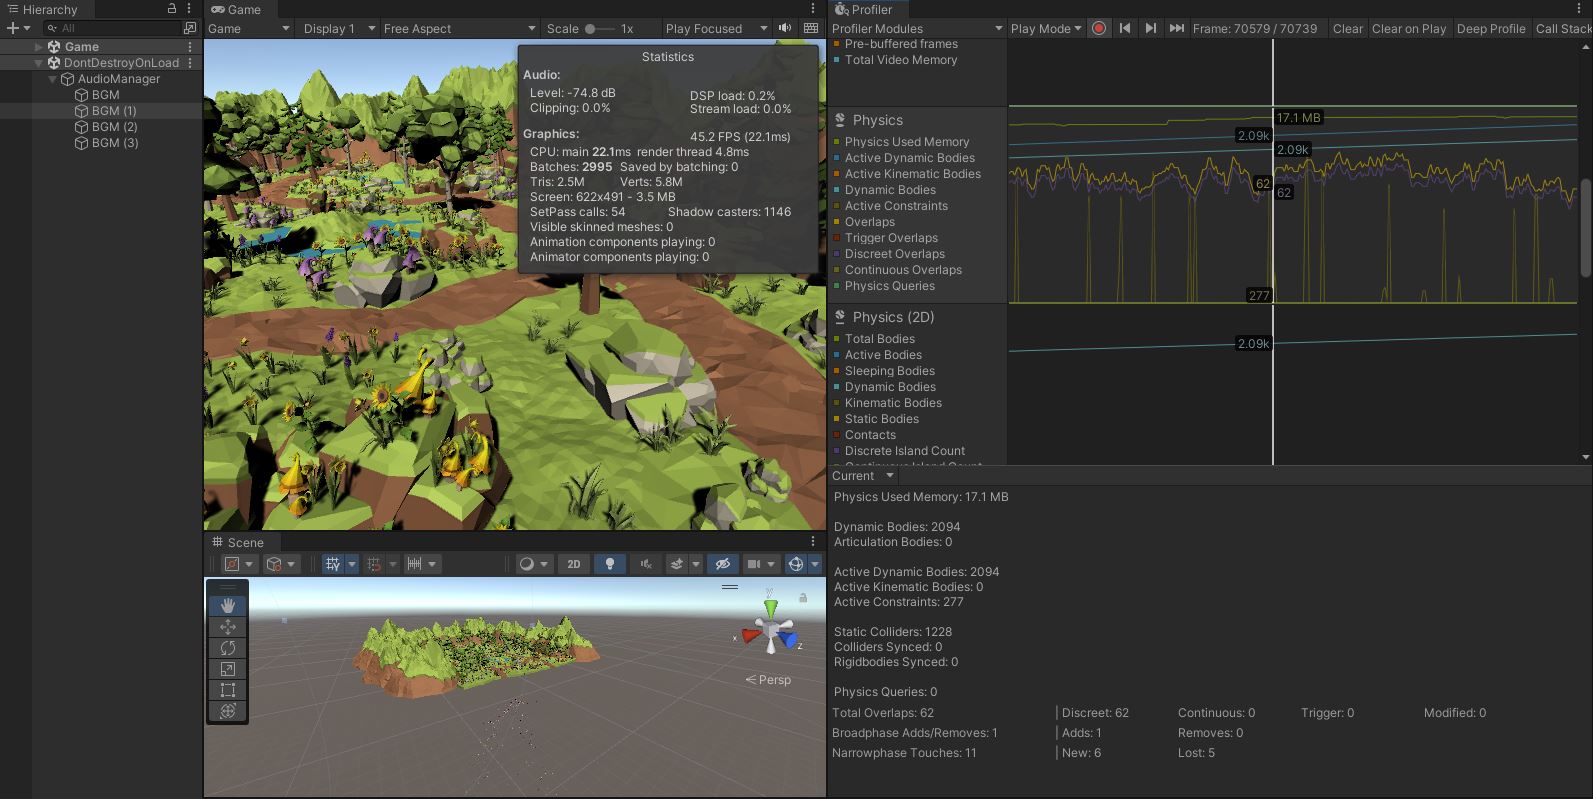 Hierarchy
All
Game
DontDestroyOnLoad
AudioManager
BGM
BGM (1)
BGM (2)
BGM (3)
Game
Game
Display 1
Free Aspect
Scale
1x
Play Focused
Statistics
Audio:
Level: -74.8 dB
DSP load: 0.2%
Clipping: 0.0%
Stream load: 0.0%
Graphics:
45.2 FPS (22.1ms)
CPU: main 22.1ms render thread 4.8ms
Batches: 2995 Saved by batching: 0
Tris: 2.5M Verts: 5.8M
Screen: 622x491 - 3.5 MB
SetPass calls: 54 Shadow casters: 1146
Visible skinned meshes: 0
Animation components playing: 0
Animator components playing: 0
Scene
2D
y
x
z
Persp
Profiler
Profiler Modules
Play Mode
Frame: 70579 / 70739
Clear
Clear on Play
Deep Profile
Call Stack
Pre-buffered frames
Total Video Memory
Physics
Physics Used Memory
Active Dynamic Bodies
Active Kinematic Bodies
Dynamic Bodies
Active Constraints
Overlaps
Trigger Overlaps
Discreet Overlaps
Continuous Overlaps
Physics Queries
17.1 MB
2.09k
2.09k
62
62
277
Physics (2D)
Total Bodies
Active Bodies
Sleeping Bodies
Dynamic Bodies
Kinematic Bodies
Static Bodies
Contacts
Discrete Island Count
Continuous Island Count
2.09k
Current
Physics Used Memory: 17.1 MB
Dynamic Bodies: 2094
Articulation Bodies: 0
Active Dynamic Bodies: 2094
Active Kinematic Bodies: 0
Active Constraints: 277
Static Colliders: 1228
Colliders Synced: 0
Rigidbodies Synced: 0
Physics Queries: 0
Total Overlaps: 62 | Discreet: 62 Continuous: 0 Trigger: 0 Modified: 0
Broadphase Adds/Removes: 1 | Adds: 1 Removes: 0
Narrowphase Touches: 11 | New: 6 Lost: 5